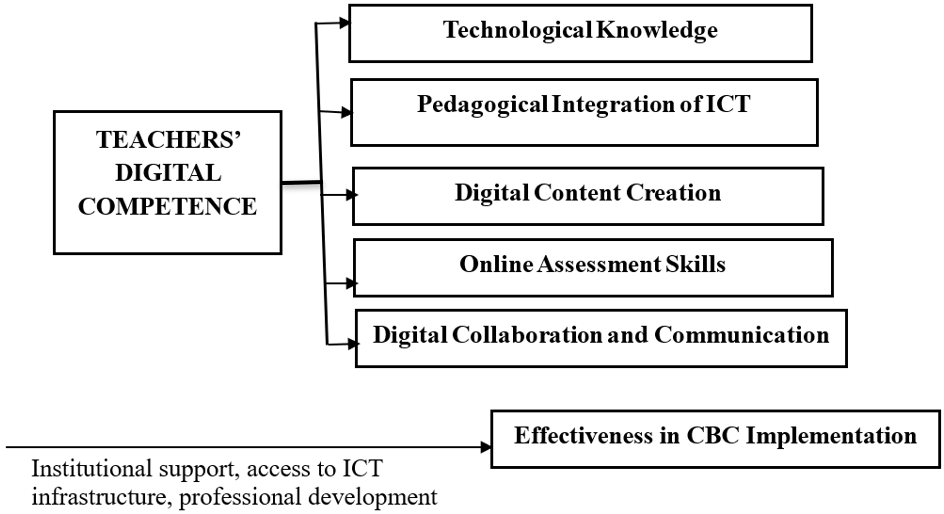 TEACHERS’
DIGITAL
COMPETENCE
Technological Knowledge
Pedagogical Integration of ICT
Digital Content Creation
Online Assessment Skills
Digital Collaboration and Communication
Effectiveness in CBC Implementation
Institutional support, access to ICT
infrastructure, professional development